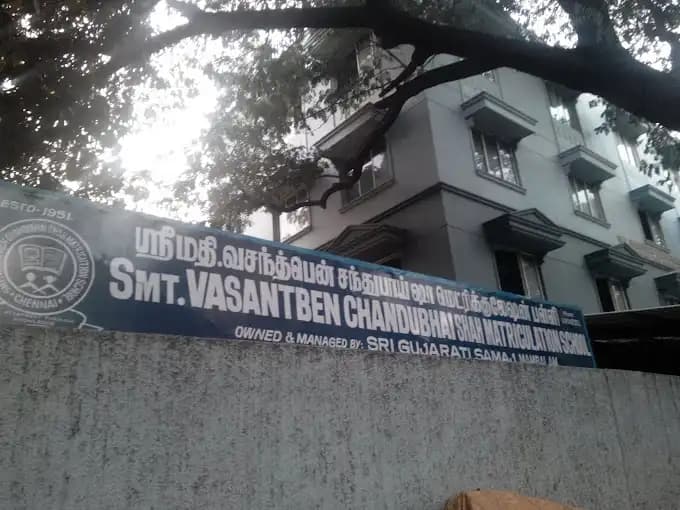 ESTD-1951
CHENNAI
ஸ்ரீமதி.வசந்த்பென் சந்துபாய் ஷா மெட்ரிக்குலேஷன் பள்ளி
SMT. VASANTBEN CHANDUBHAI SHAH MATRICULATION SCHOOL
OWNED & MANAGED BY: SRI GUJARATI SAMAJ, MAMBALAM